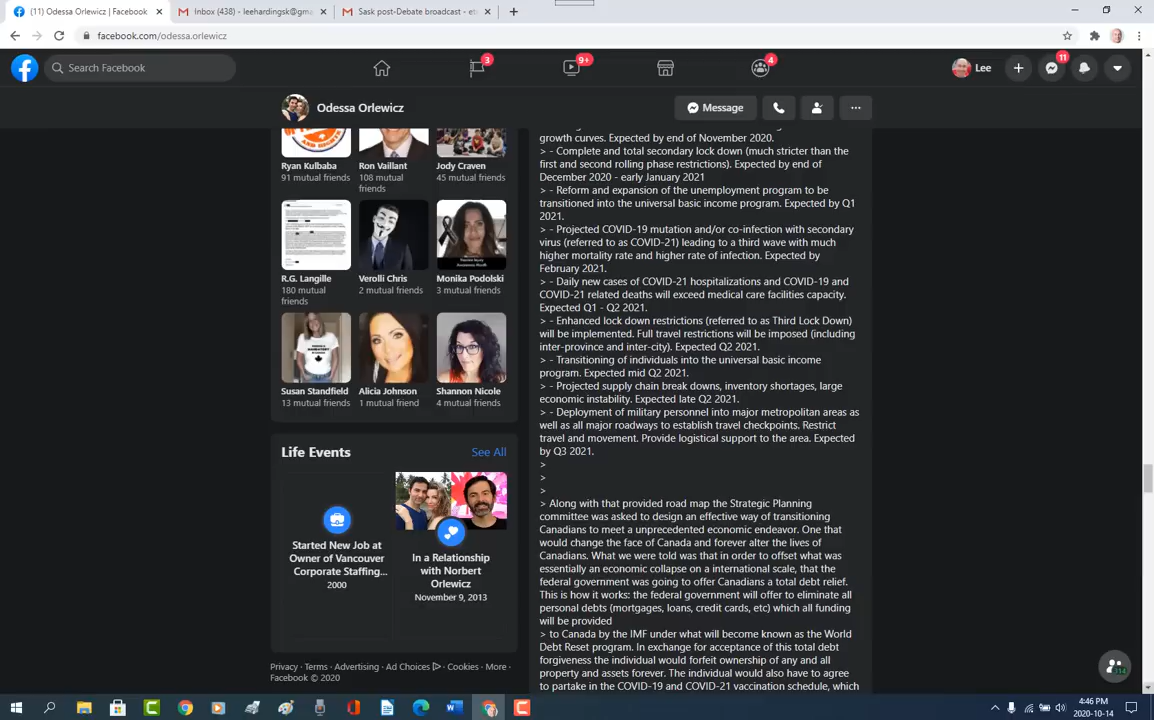 (11) Odessa Orlewicz | Facebook
Inbox (438) - leehardingsk@gma
Sask post-Debate broadcast - et
facebook.com/odessa.orlewicz
Search Facebook
3
9+
4
Lee
11
Odessa Orlewicz
Message
Ryan Kulbaba
91 mutual friends
Ron Vaillant
108 mutual
friends
Jody Craven
45 mutual friends
R.G. Langille
180 mutual
friends
Verolli Chris
2 mutual friends
Monika Podolski
3 mutual friends
Susan Standfield
13 mutual friends
Alicia Johnson
1 mutual friend
Shannon Nicole
4 mutual friends
Life Events
See All
Started New Job at
Owner of Vancouver
Corporate Staffing...
2000
In a Relationship
with Norbert
Orlewicz
November 9, 2013
Privacy · Terms · Advertising · Ad Choices · Cookies · More ·
Facebook © 2020
growth curves. Expected by end of November 2020.
> - Complete and total secondary lock down (much stricter than the
first and second rolling phase restrictions). Expected by end of
December 2020 - early January 2021
> - Reform and expansion of the unemployment program to be
transitioned into the universal basic income program. Expected by Q1
2021.
> - Projected COVID-19 mutation and/or co-infection with secondary
virus (referred to as COVID-21) leading to a third wave with much
higher mortality rate and higher rate of infection. Expected by
February 2021.
> - Daily new cases of COVID-21 hospitalizations and COVID-19 and
COVID-21 related deaths will exceed medical care facilities capacity.
Expected Q1 - Q2 2021.
> - Enhanced lock down restrictions (referred to as Third Lock Down)
will be implemented. Full travel restrictions will be imposed (including
inter-province and inter-city). Expected Q2 2021.
> - Transitioning of individuals into the universal basic income
program. Expected mid Q2 2021.
> - Projected supply chain break downs, inventory shortages, large
economic instability. Expected late Q2 2021.
> - Deployment of military personnel into major metropolitan areas as
well as all major roadways to establish travel checkpoints. Restrict
travel and movement. Provide logistical support to the area. Expected
by Q3 2021.
>
>
>
> Along with that provided road map the Strategic Planning
committee was asked to design an effective way of transitioning
Canadians to meet a unprecedented economic endeavor. One that
would change the face of Canada and forever alter the lives of
Canadians. What we were told was that in order to offset what was
essentially an economic collapse on a international scale, that the
federal government was going to offer Canadians a total debt relief.
This is how it works: the federal government will offer to eliminate all
personal debts (mortgages, loans, credit cards, etc) which all funding
will be provided
> to Canada by the IMF under what will become known as the World
Debt Reset program. In exchange for acceptance of this total debt
forgiveness the individual would forfeit ownership of any and all
property and assets forever. The individual would also have to agree
to partake in the COVID-19 and COVID-21 vaccination schedule, which
4:46 PM
2020-10-14